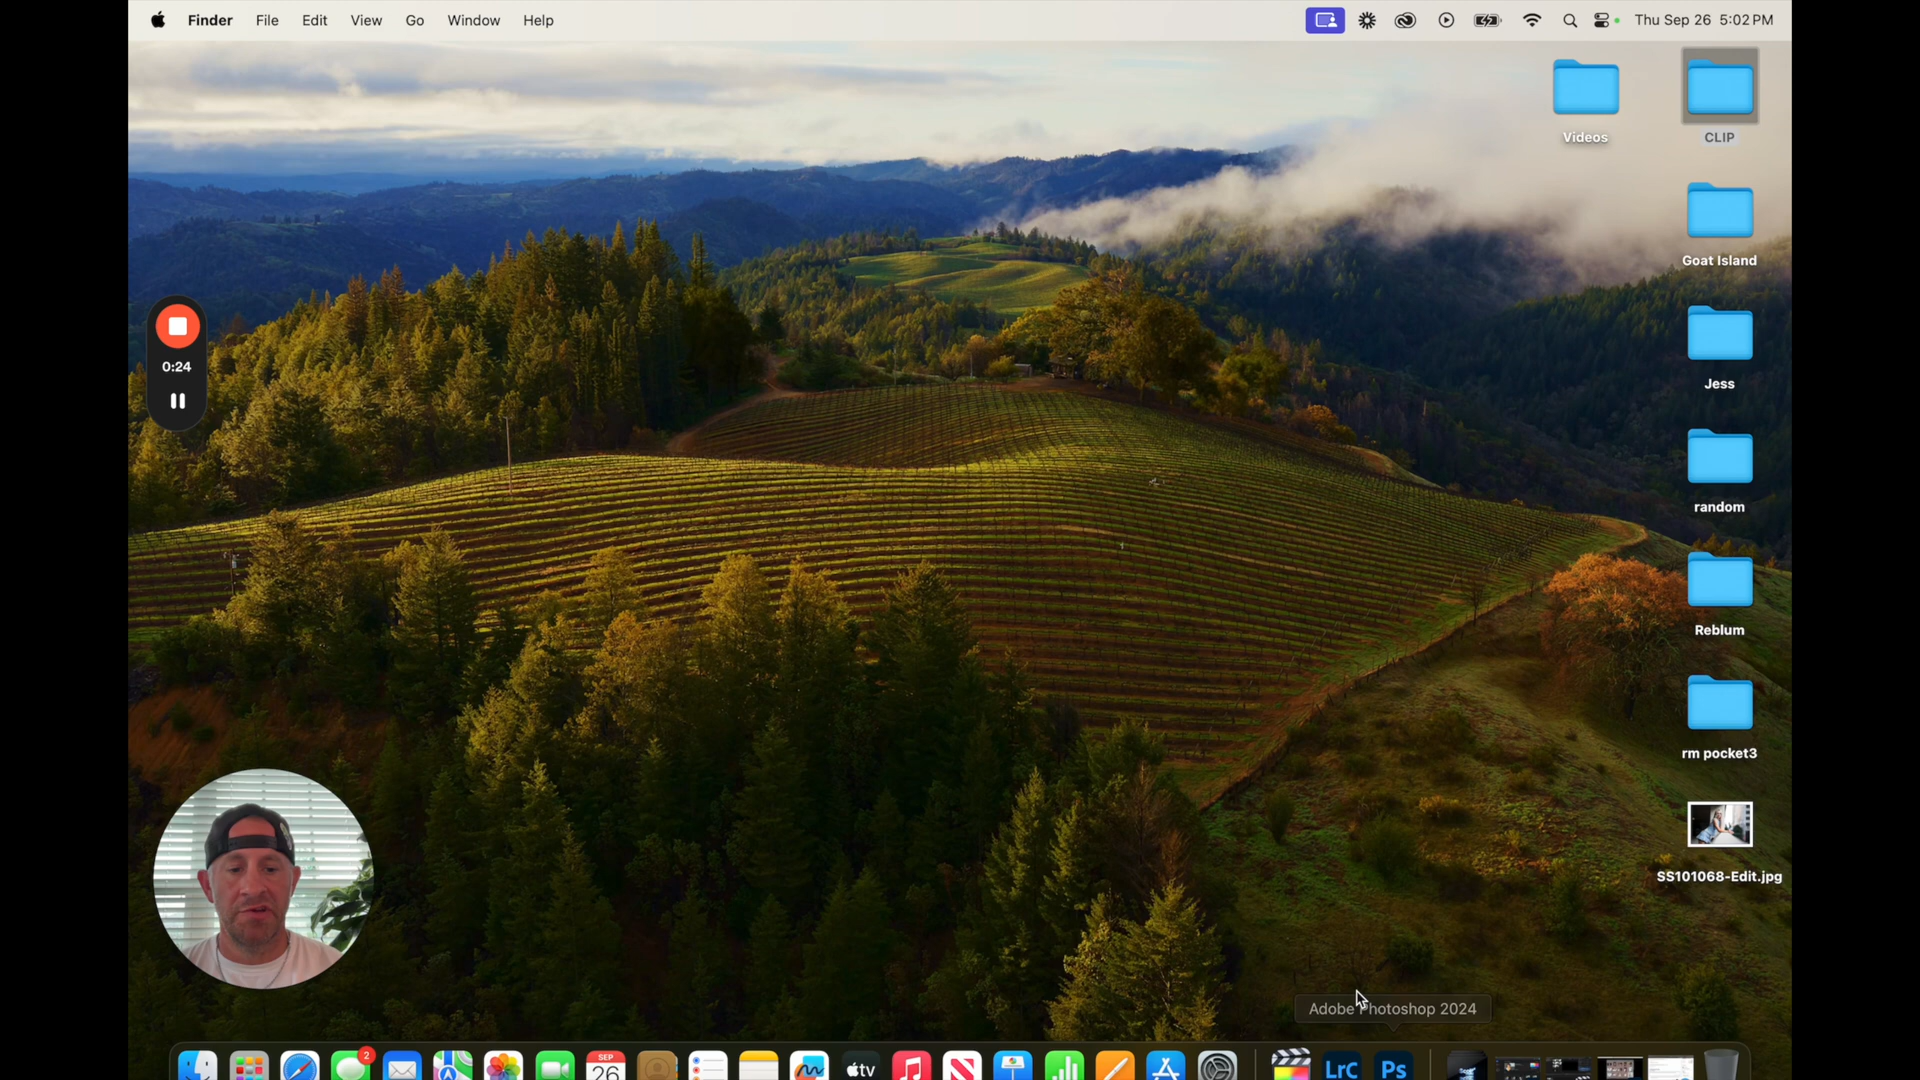 Finder File Edit View Go Window Help Thu Sep 26 5:02 PM
Videos CLIP
Goat Island
0:24
Jess
random
Reblum
rm pocket3
SS101068-Edit.jpg
Adobe Photoshop 2024
2
SEP
26
tv
LrC
Ps